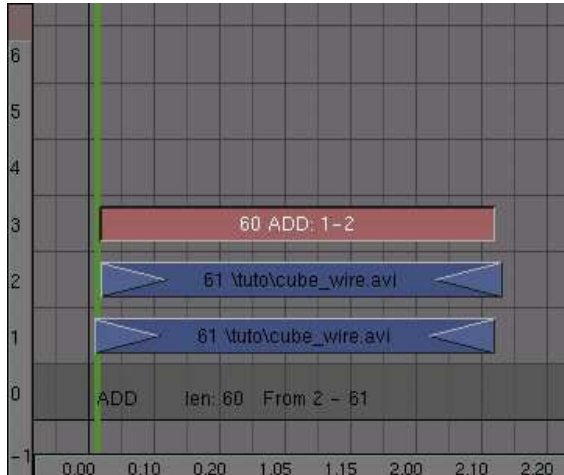 6
5
4
3 60 ADD: 1-2
2 61 \tuto\cube_wire.avi
1 61 \tuto\cube_wire.avi
0 ADD len: 60 From 2 - 61
-1 0.00 0.10 0.20 1.05 1.15 2.00 2.10 2.20